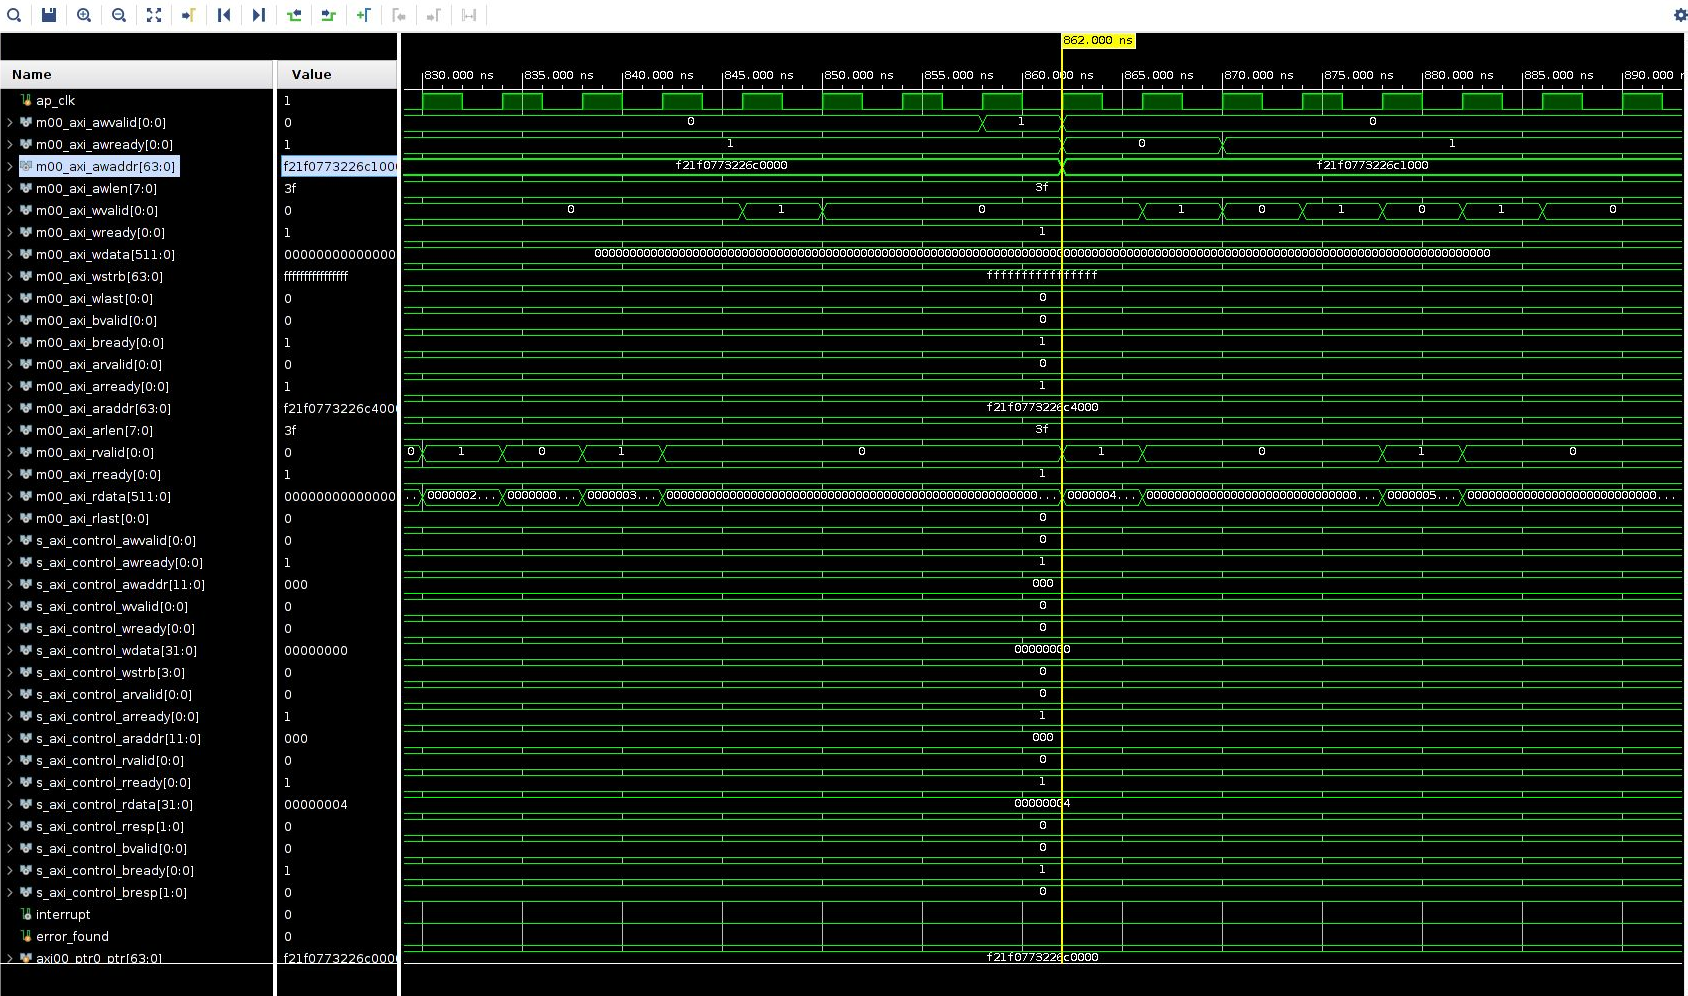 862.000 ns
Name Value
830.000 ns 835.000 ns 840.000 ns 845.000 ns 850.000 ns 855.000 ns 860.000 ns 865.000 ns 870.000 ns 875.000 ns 880.000 ns 885.000 ns 890.000 n
ap_clk 1
m00_axi_awvalid[0:0] 0 0 1 0
m00_axi_awready[0:0] 1 1 0 1
m00_axi_awaddr[63:0] f21f0773226c100 f21f0773226c0000 f21f0773226c1000
m00_axi_awlen[7:0] 3f 3f
m00_axi_wvalid[0:0] 0 0 1 0 1 0 1 0 1 0
m00_axi_wready[0:0] 1 1
m00_axi_wdata[511:0]
m00_axi_wstrb[63:0] ffffffffffffffff ffffffffffffffff
m00_axi_wlast[0:0] 0 0
m00_axi_bvalid[0:0] 0 0
m00_axi_bready[0:0] 1 1
m00_axi_arvalid[0:0] 0 0
m00_axi_arready[0:0] 1 1
m00_axi_araddr[63:0] f21f0773226c400 f21f0773226c4000
m00_axi_arlen[7:0] 3f 3f
m00_axi_rvalid[0:0] 0 0 1 0 1 0 1 0 1 0
m00_axi_rready[0:0] 1 1
m00_axi_rdata[511:0] ... 0000002... 0000000... 0000003... 0000004... 0000005...
m00_axi_rlast[0:0] 0 0
s_axi_control_awvalid[0:0] 0 0
s_axi_control_awready[0:0] 1 1
s_axi_control_awaddr[11:0] 000 000
s_axi_control_wvalid[0:0] 0 0
s_axi_control_wready[0:0] 0 0
s_axi_control_wdata[31:0] 00000000 00000000
s_axi_control_wstrb[3:0] 0 0
s_axi_control_arvalid[0:0] 0 0
s_axi_control_arready[0:0] 1 1
s_axi_control_araddr[11:0] 000 000
s_axi_control_rvalid[0:0] 0 0
s_axi_control_rready[0:0] 1 1
s_axi_control_rdata[31:0] 00000004 00000004
s_axi_control_rresp[1:0] 0 0
s_axi_control_bvalid[0:0] 0 0
s_axi_control_bready[0:0] 1 1
s_axi_control_bresp[1:0] 0 0
interrupt 0
error_found 0
axi00_ptr0_ptr[63:0] f21f0773226c000 f21f0773226c0000